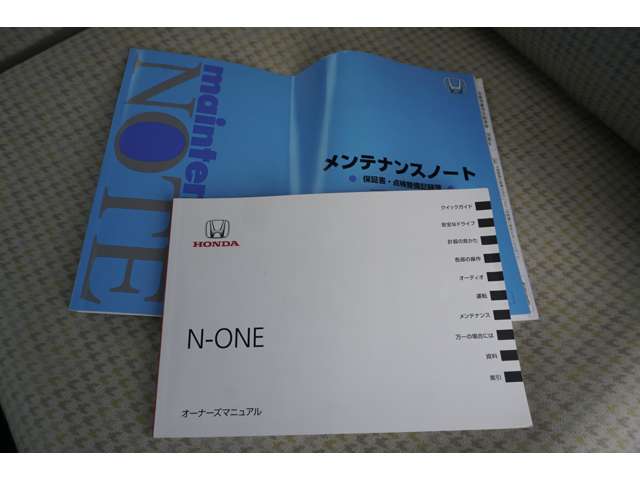 mainten
NOTE
メンテナンスノート
保証書・点検整備記録簿
HONDA
N-ONE
オーナーズマニュアル
クイックガイド
安全なドライブ
計器の見かた
各部の操作
オーディオ
運転
メンテナンス
万一の場合には
資料
索引